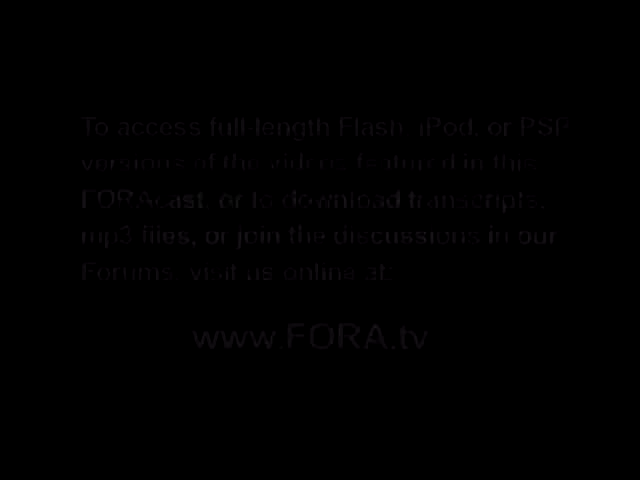 To access full-length Flash, iPod, or PSP
versions of the videos featured in this
FORAcast, or to download transcripts,
mp3 files, or join the discussions in our
Forums, visit us online at:
www.FORA.tv